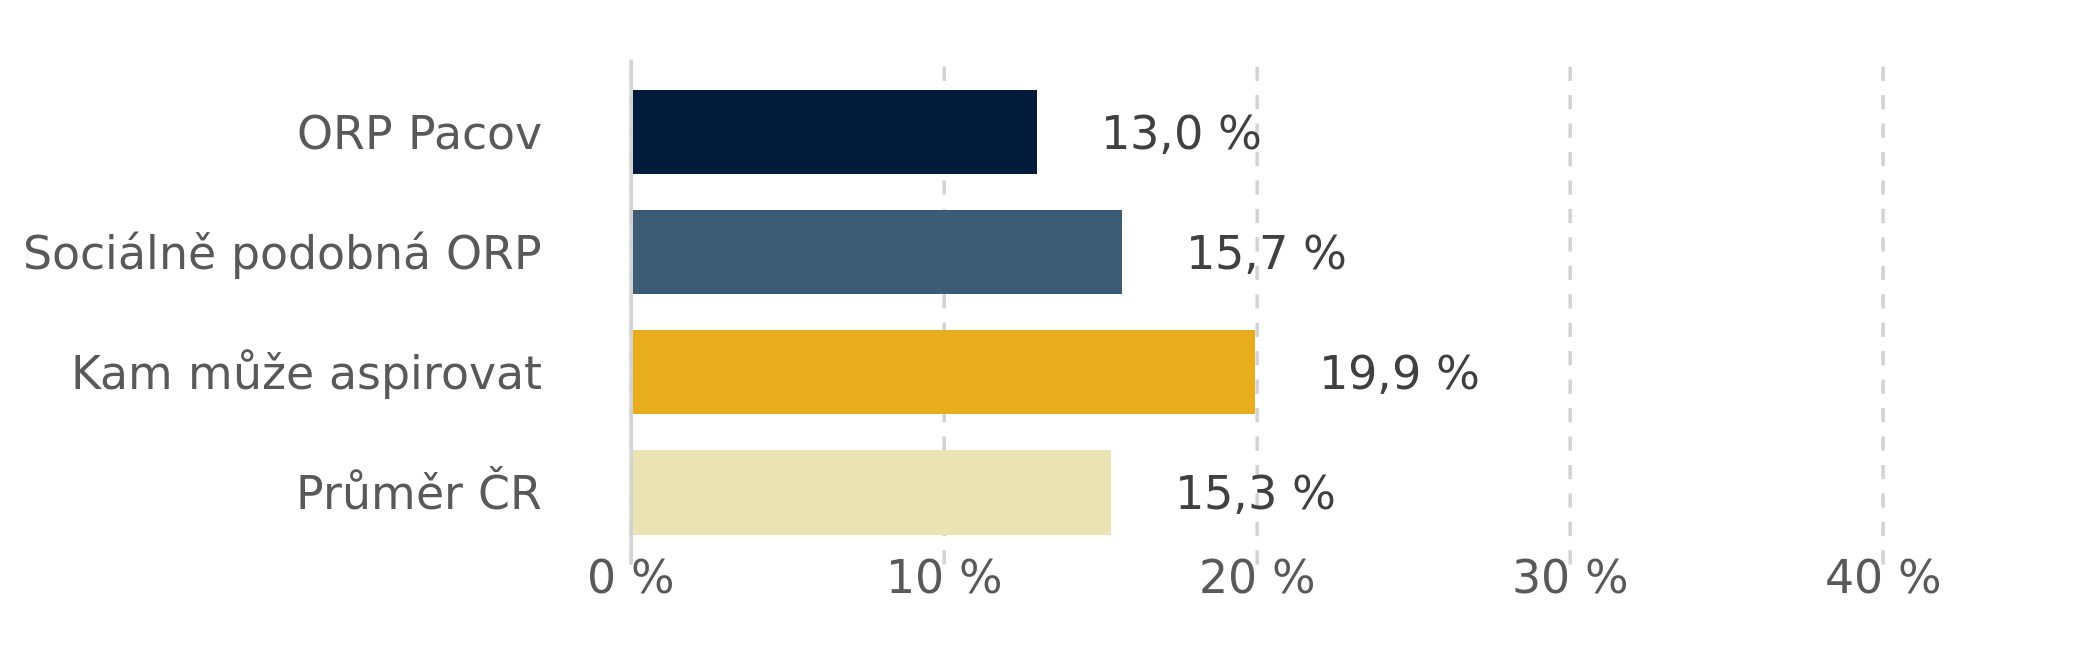 ORP Pacov 13,0 %
Sociálně podobná ORP 15,7 %
Kam může aspirovat 19,9 %
Průměr ČR 15,3 %
0 % 10 % 20 % 30 % 40 %